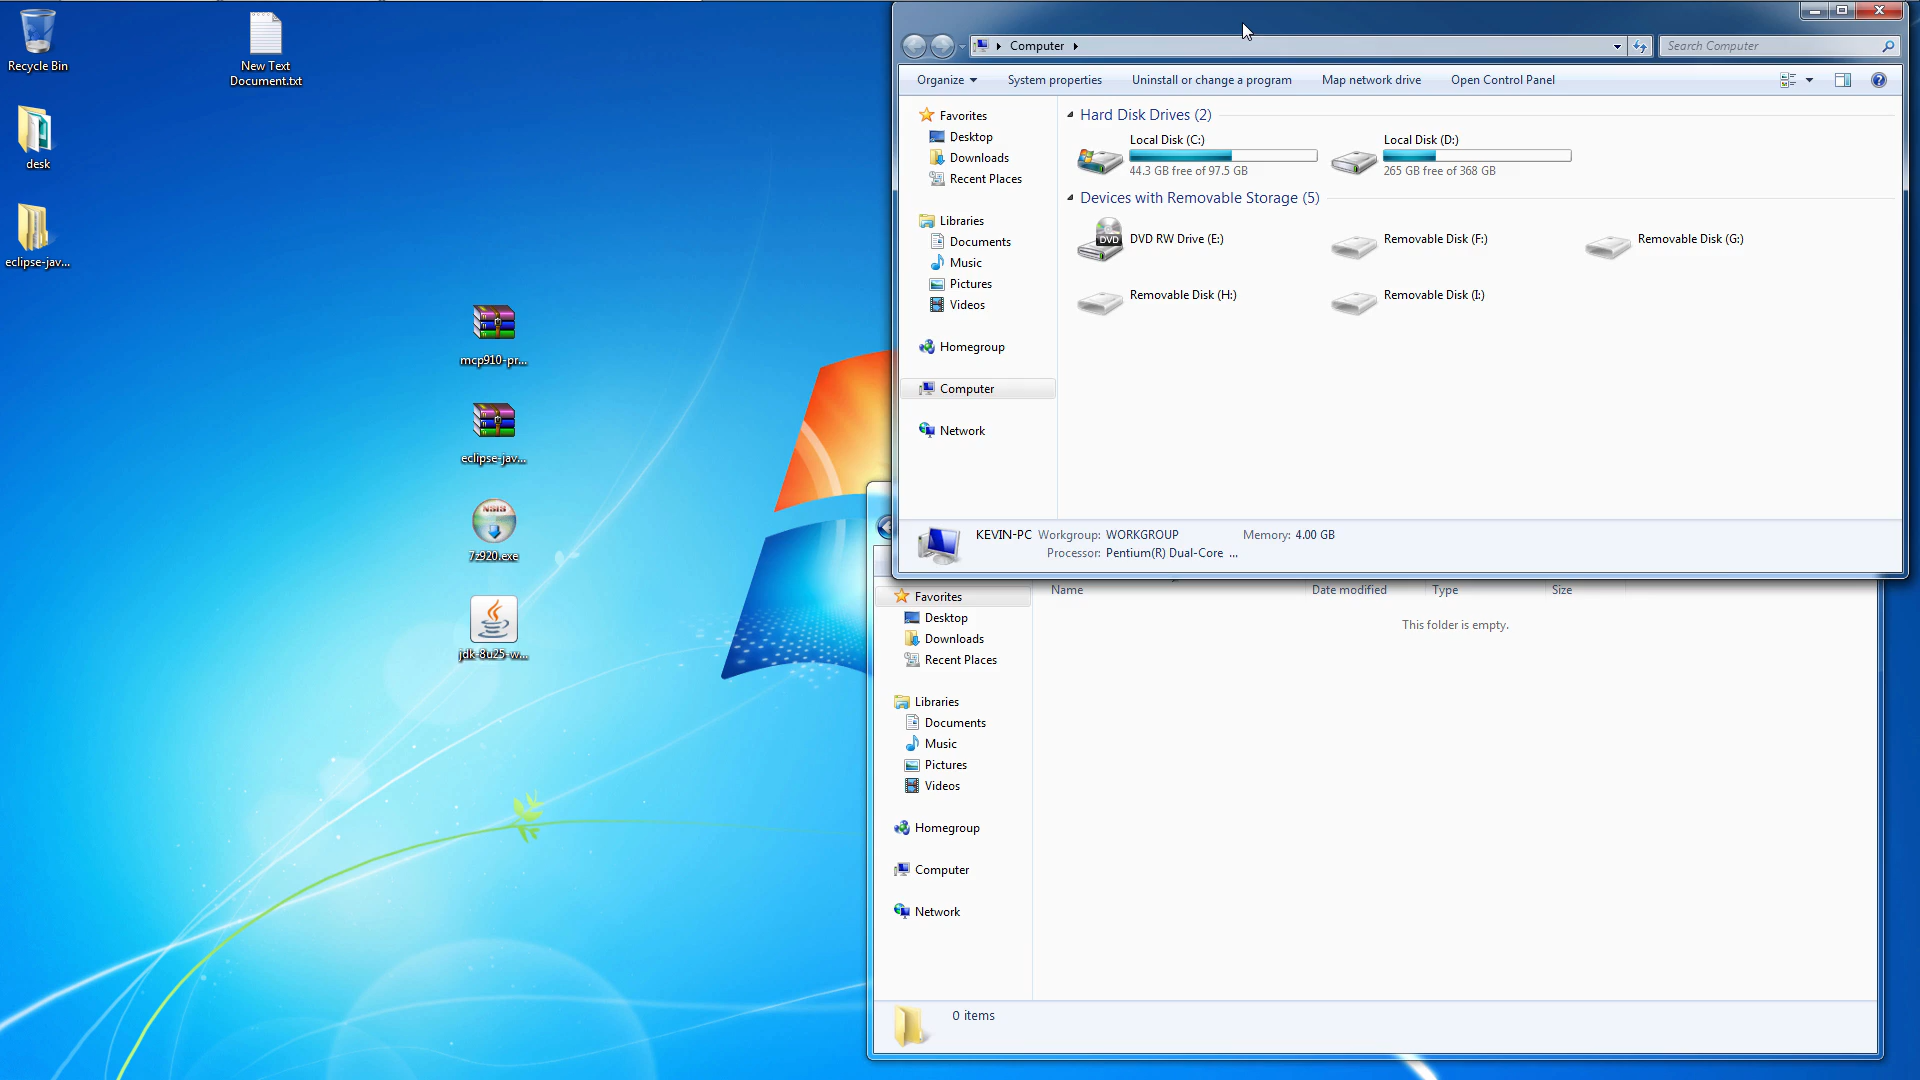 Recycle Bin
New Text
Document.txt
desk
eclipse-jav...
mcp910-pr...
eclipse-jav...
NSIS
7z920.exe
jdk-8u25-w...
Computer
Search Computer
Organize
System properties
Uninstall or change a program
Map network drive
Open Control Panel
Favorites
Desktop
Downloads
Recent Places
Libraries
Documents
Music
Pictures
Videos
Homegroup
Computer
Network
Hard Disk Drives (2)
Local Disk (C:)
44.3 GB free of 97.5 GB
Local Disk (D:)
265 GB free of 368 GB
Devices with Removable Storage (5)
DVD
DVD RW Drive (E:)
Removable Disk (F:)
Removable Disk (G:)
Removable Disk (H:)
Removable Disk (I:)
KEVIN-PC Workgroup: WORKGROUP Memory: 4.00 GB
Processor: Pentium(R) Dual-Core ...
Name Date modified Type Size
This folder is empty.
Favorites
Desktop
Downloads
Recent Places
Libraries
Documents
Music
Pictures
Videos
Homegroup
Computer
Network
0 items